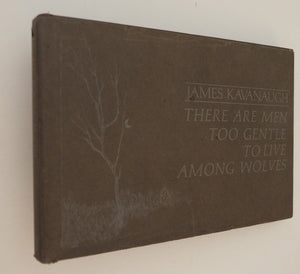 JAMES KAVANAUGH
THERE ARE MEN
TOO GENTLE
TO LIVE
AMONG WOLVES